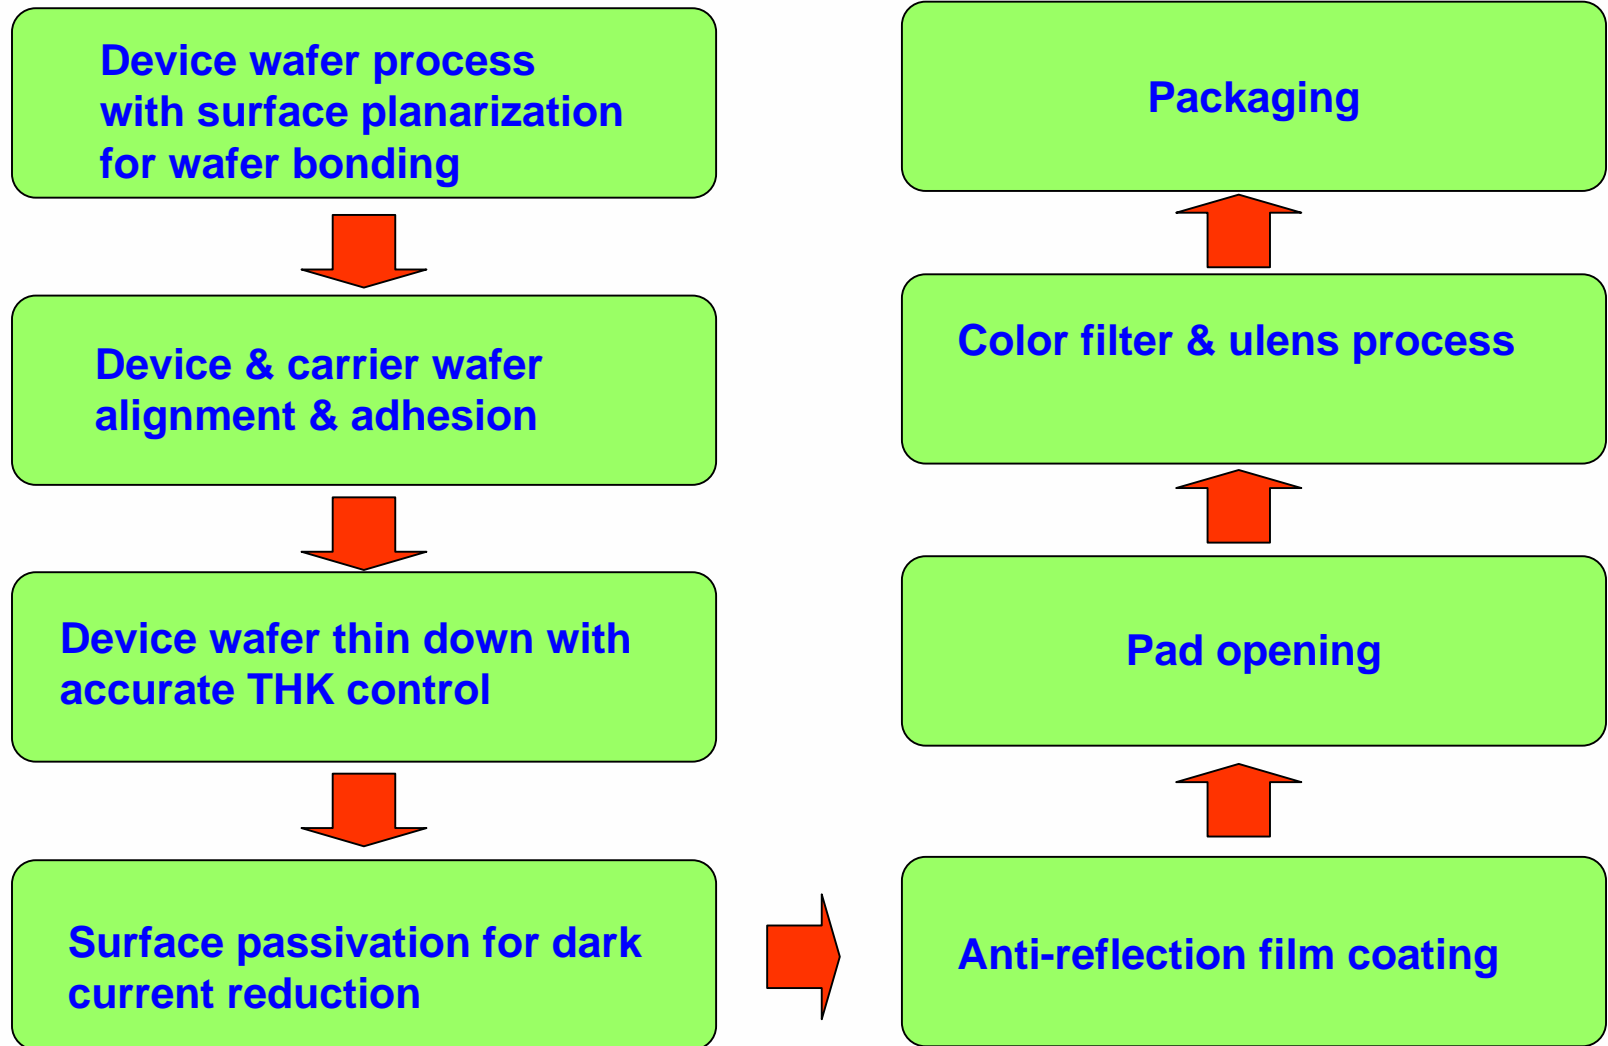 Device wafer process
with surface planarization
for wafer bonding
Device & carrier wafer
alignment & adhesion
Device wafer thin down with
accurate THK control
Surface passivation for dark
current reduction
Anti-reflection film coating
Pad opening
Color filter & ulens process
Packaging